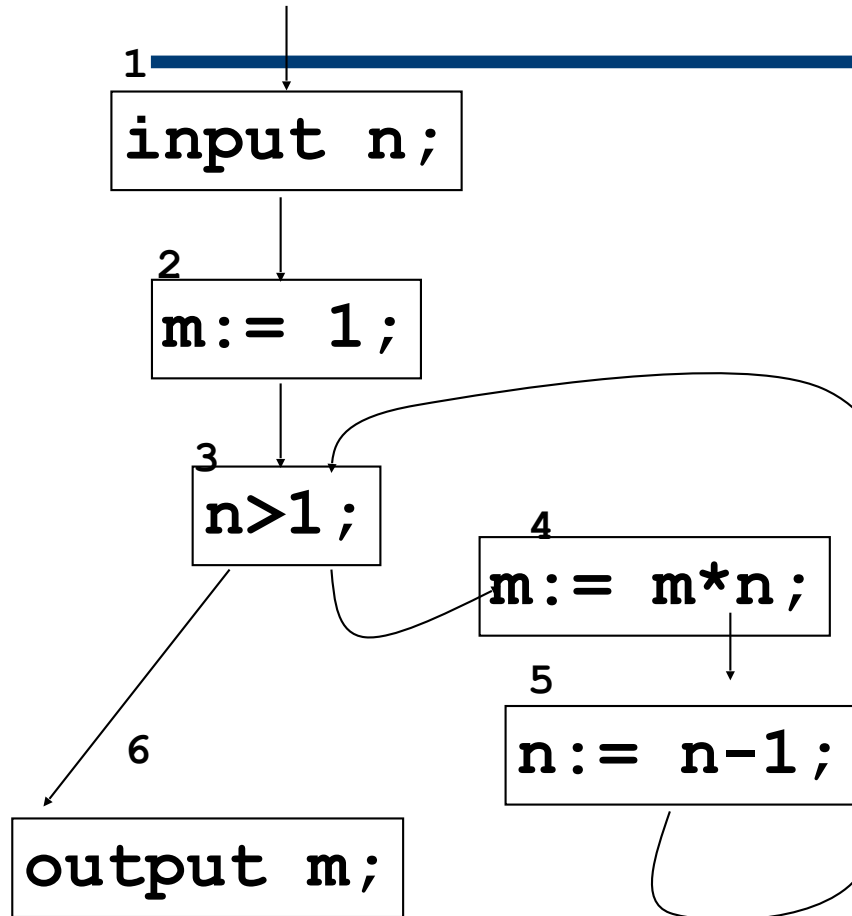 1
input n;
2
m:= 1;
3
n>1;
4
m:= m*n;
5
n:= n-1;
6
output m;